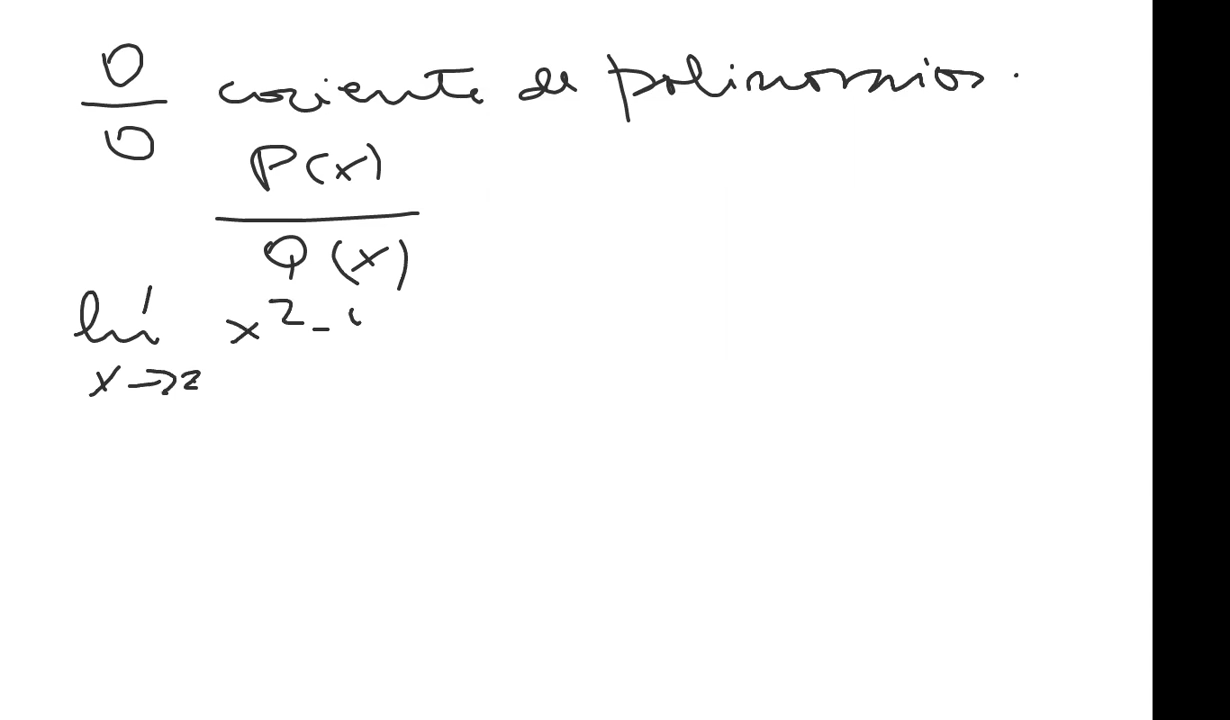 0/0 cociente de polinomios.
P(x)
Q(x)
lím x² -
x→2